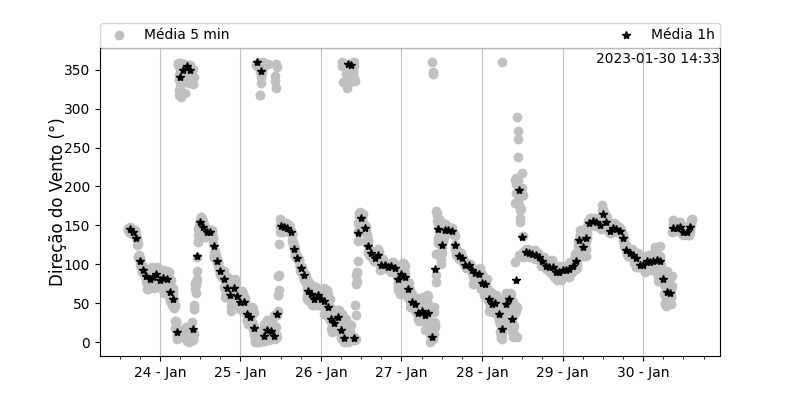 Média 5 min
Média 1h
2023-01-30 14:33
Direção do Vento (°)
350
300
250
200
150
100
50
0
24 - Jan
25 - Jan
26 - Jan
27 - Jan
28 - Jan
29 - Jan
30 - Jan